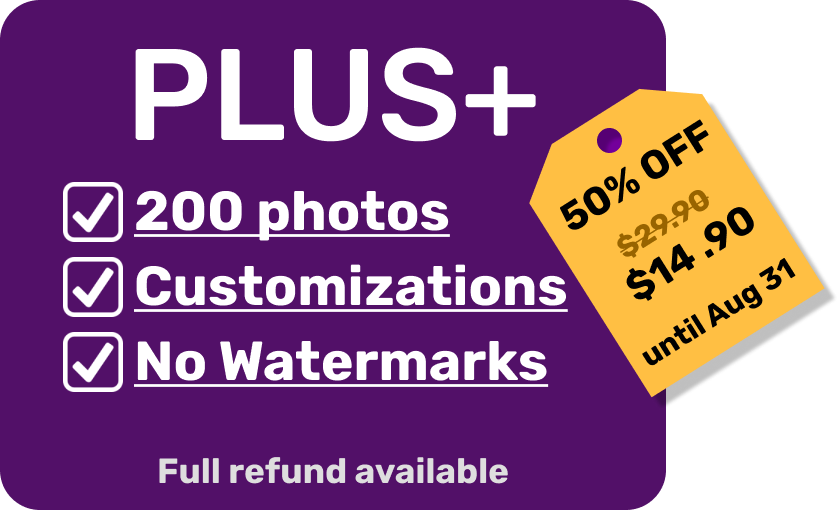 PLUS+
200 photos
Customizations
No Watermarks
Full refund available
50% OFF
$29.90
$14 .90
until Aug 31